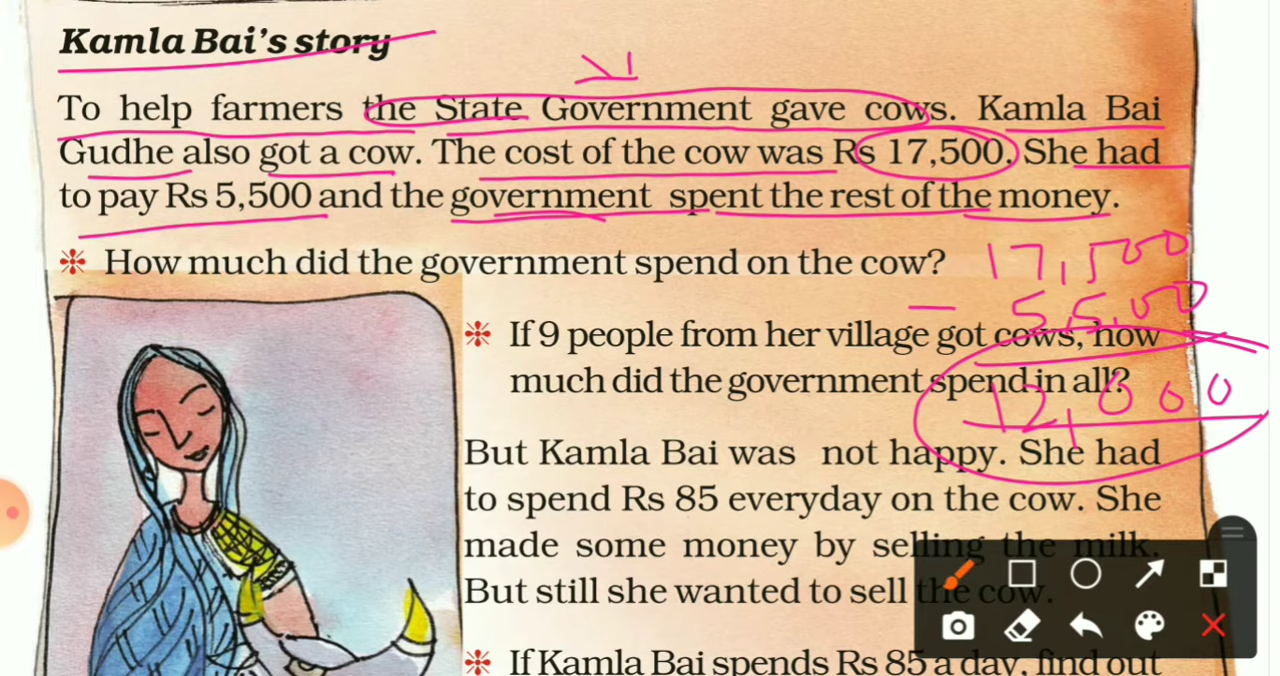 Kamla Bai's story
To help farmers the State Government gave cows. Kamla Bai
Gudhe also got a cow. The cost of the cow was Rs 17,500. She had
to pay Rs 5,500 and the government spent the rest of the money.
How much did the government spend on the cow?
17,500
- 5,500
12,000
If 9 people from her village got cows, how
much did the government spend in all?
But Kamla Bai was not happy. She had
to spend Rs 85 everyday on the cow. She
made some money by selling the milk.
But still she wanted to sell the cow.
If Kamla Bai spends Rs 85 a day, find out